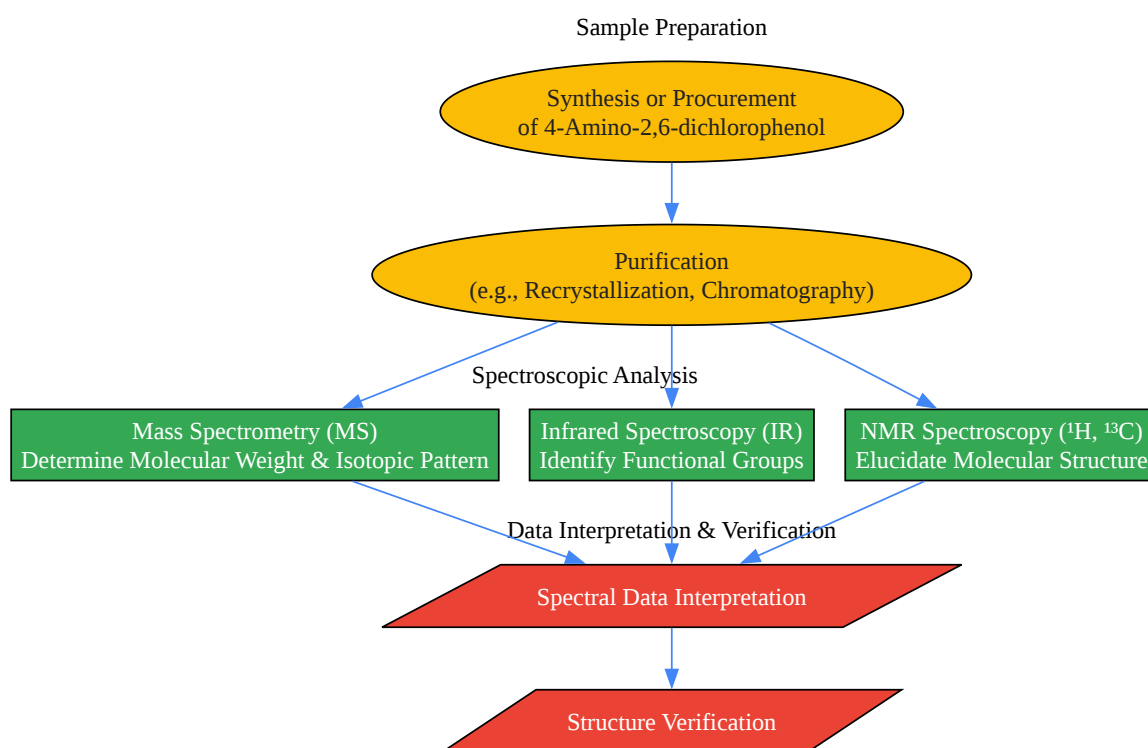 Sample Preparation
Synthesis or Procurement
of 4-Amino-2,6-dichlorophenol
Purification
(e.g., Recrystallization, Chromatography)
Spectroscopic Analysis
Mass Spectrometry (MS)
Determine Molecular Weight & Isotopic Pattern
Infrared Spectroscopy (IR)
Identify Functional Groups
NMR Spectroscopy (¹H, ¹³C)
Elucidate Molecular Structure
Data Interpretation & Verification
Spectral Data Interpretation
Structure Verification